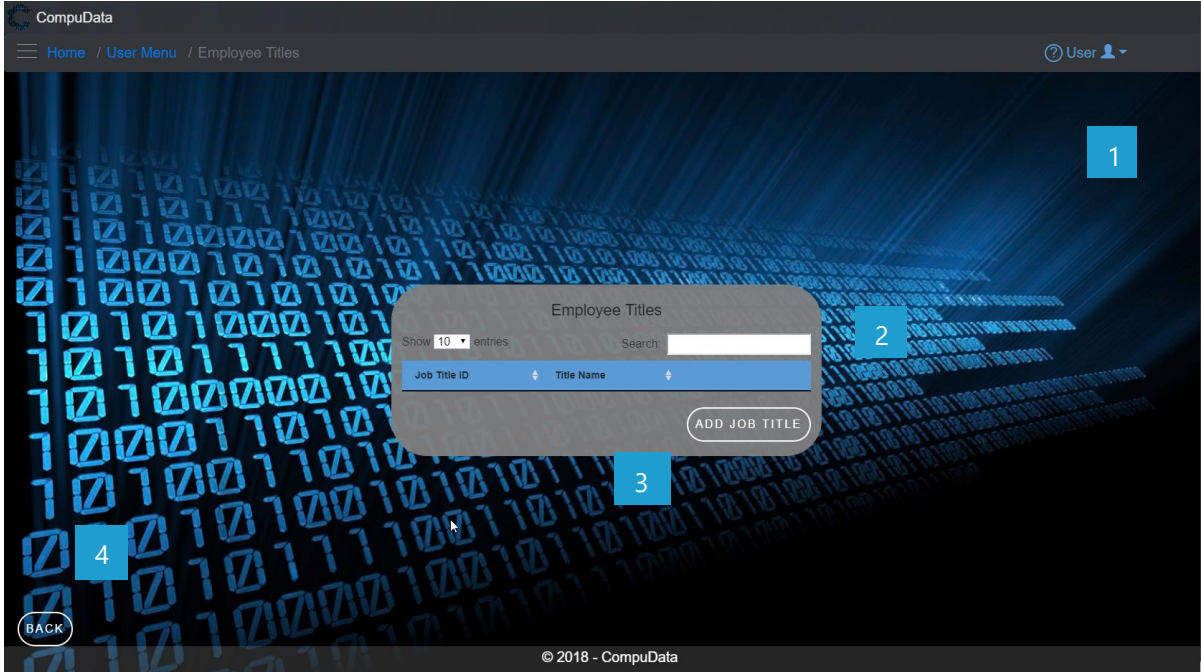 CompuData
Home / User Menu / Employee Titles
? User
1
Employee Titles
2
Show 10 entries Search:
Job Title ID Title Name
ADD JOB TITLE
3
4
BACK
© 2018 - CompuData